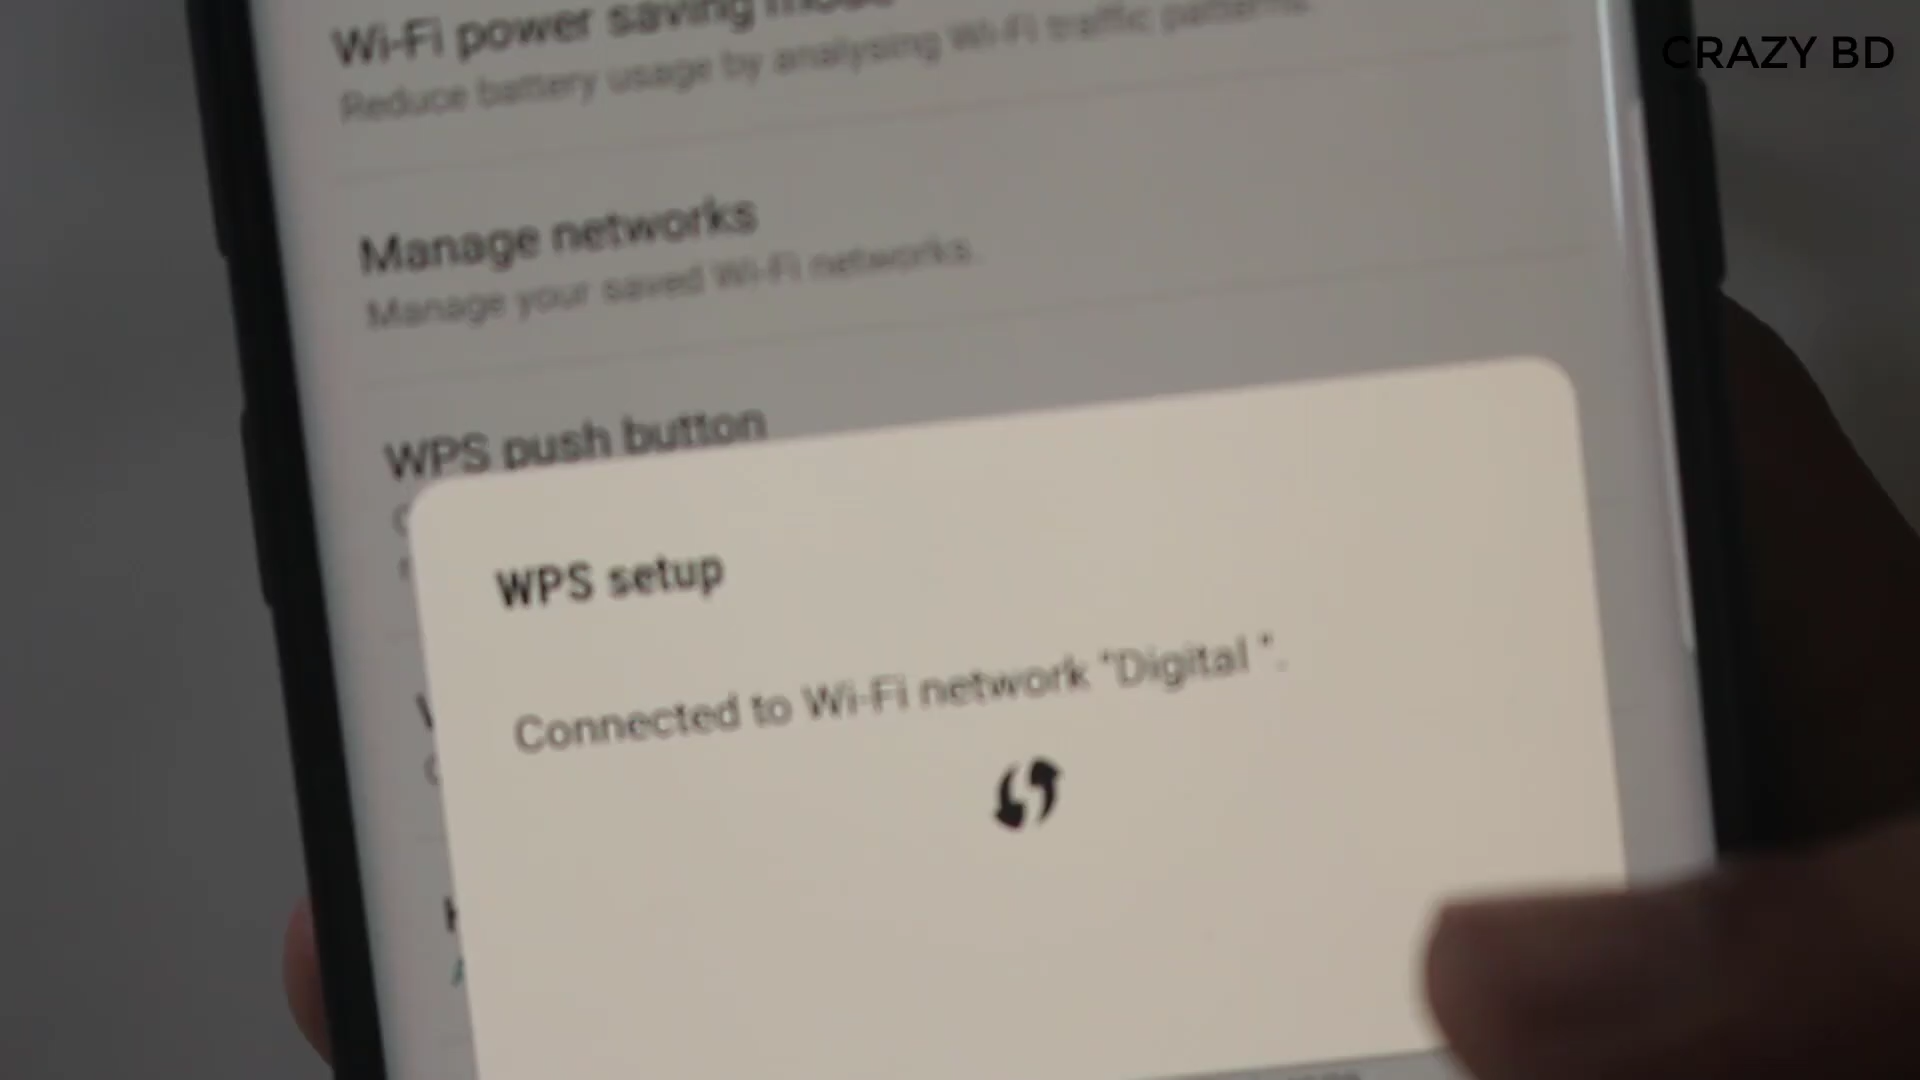 CRAZY BD
Wi-Fi power saving mode
Reduce battery usage by analysing Wi-Fi traffic patterns.
Manage networks
Manage your saved Wi-Fi networks.
WPS push button
WPS setup
Connected to Wi-Fi network "Digital ".